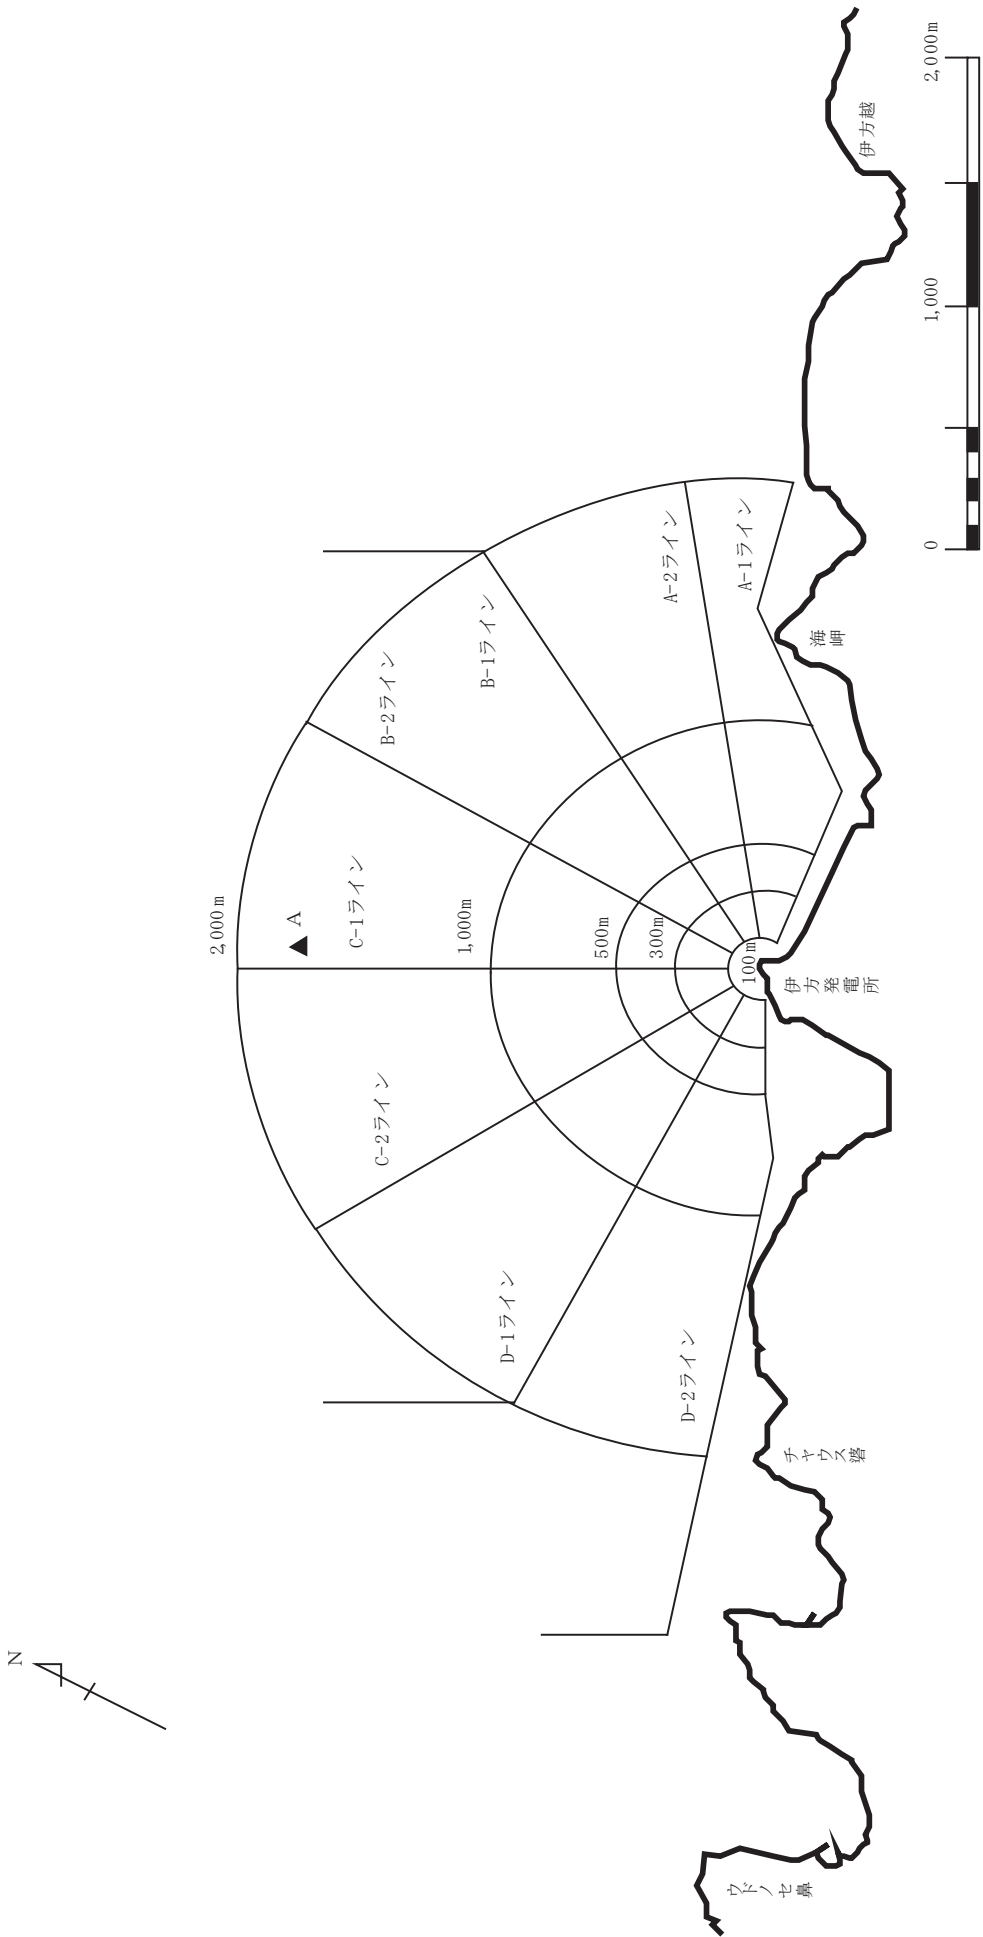 N
2,000m
1,000m
500m
300m
100m
A
A-1ライン
A-2ライン
B-1ライン
B-2ライン
C-1ライン
C-2ライン
D-1ライン
D-2ライン
ウドノセ鼻
チャウス碆
伊方発電所
海岬
伊方越
0
1,000
2,000m